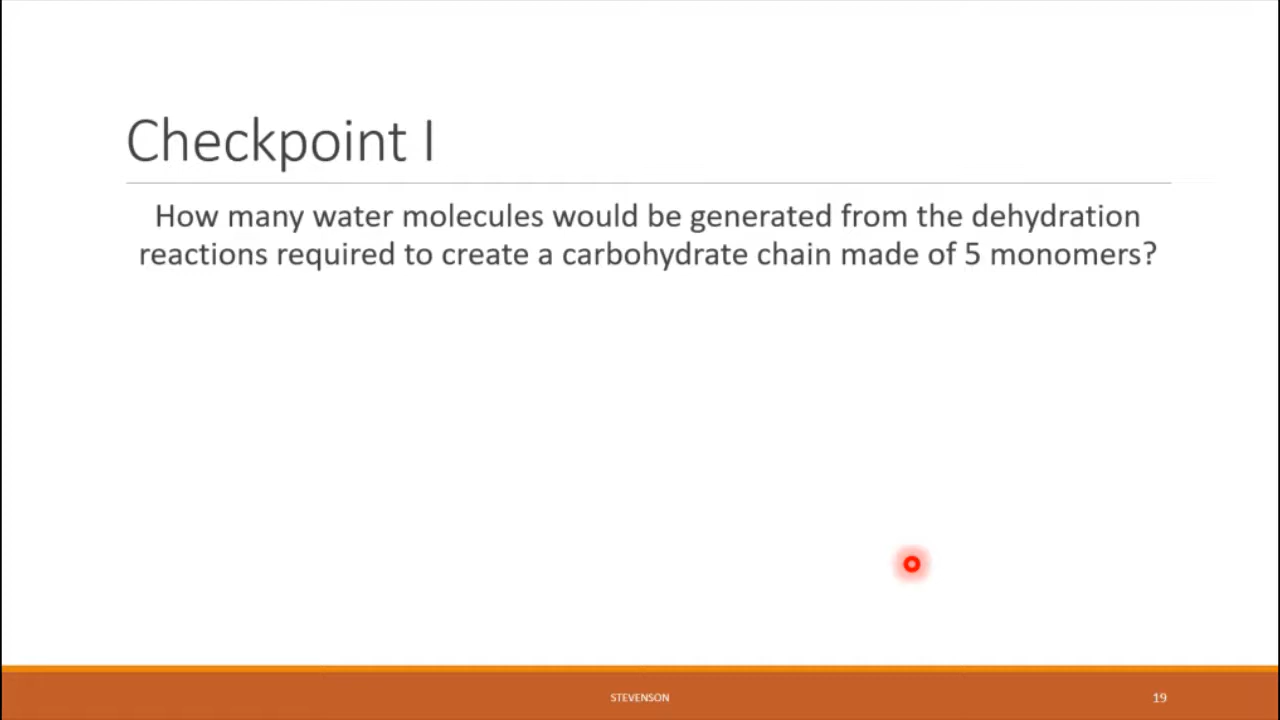 Checkpoint I
How many water molecules would be generated from the dehydration
reactions required to create a carbohydrate chain made of 5 monomers?
STEVENSON
19